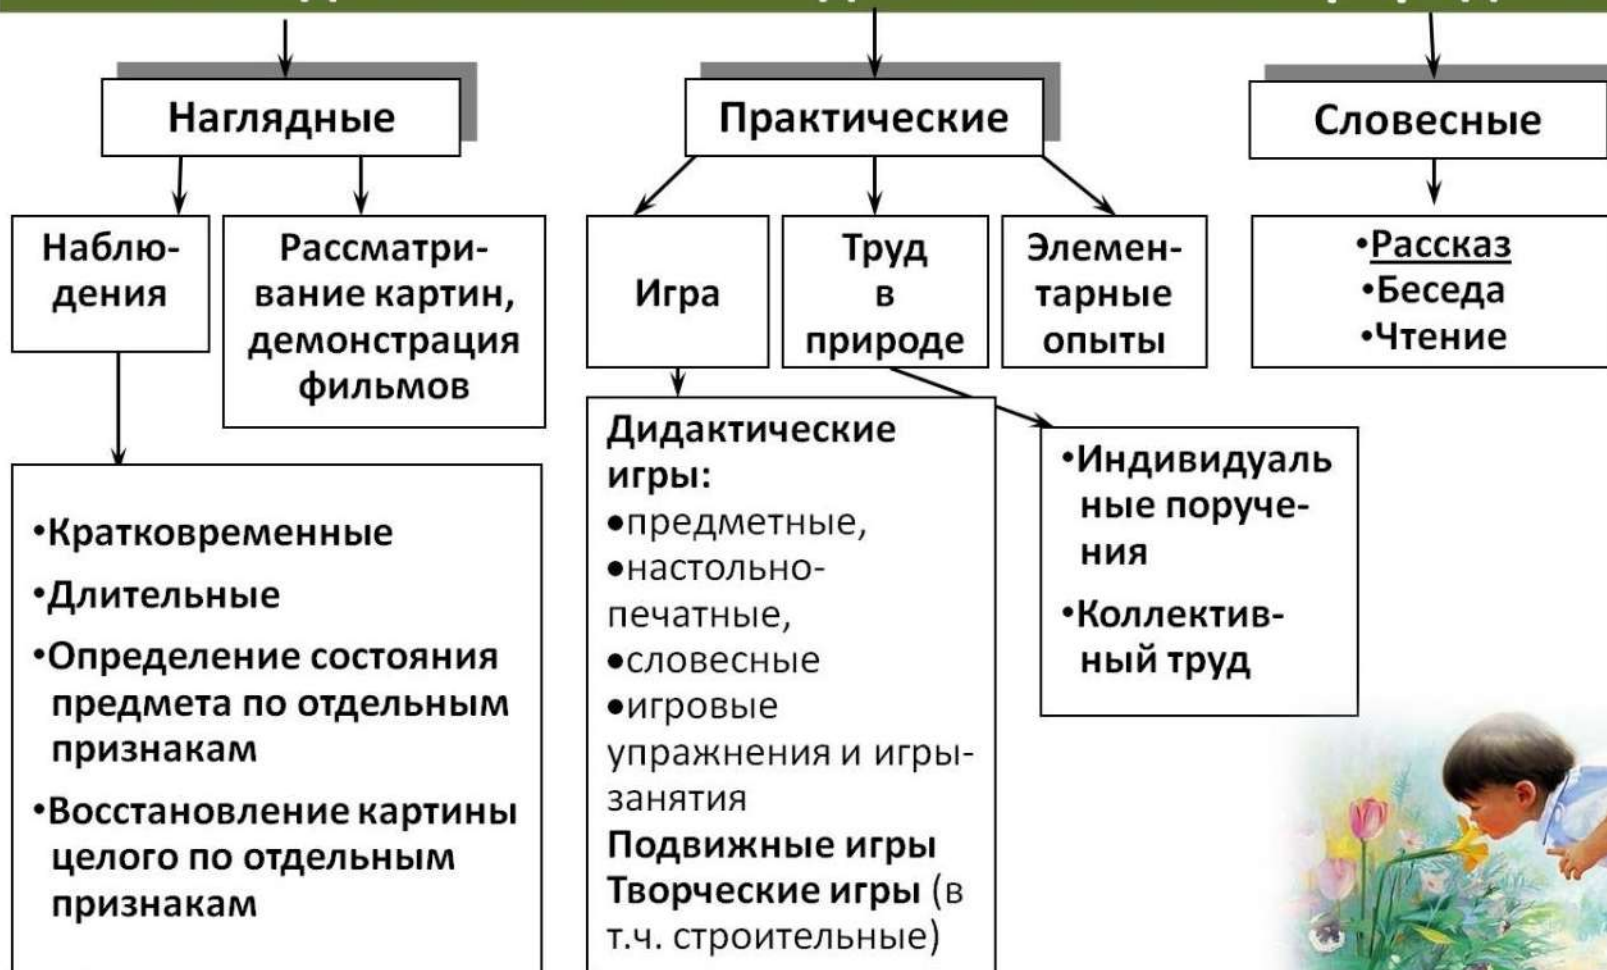 Наглядные
Практические
Словесные
Наблю-
дения
Рассматри-
вание картин,
демонстрация
фильмов
Игра
Труд
в
природе
Элемен-
тарные
опыты
•Рассказ
•Беседа
•Чтение
•Кратковременные
•Длительные
•Определение состояния
предмета по отдельным
признакам
•Восстановление картины
целого по отдельным
признакам
Дидактические
игры:
•предметные,
•настольно-
печатные,
•словесные
•игровые
упражнения и игры-
занятия
Подвижные игры
Творческие игры (в
т.ч. строительные)
•Индивидуаль
ные поруче-
ния
•Коллектив-
ный труд